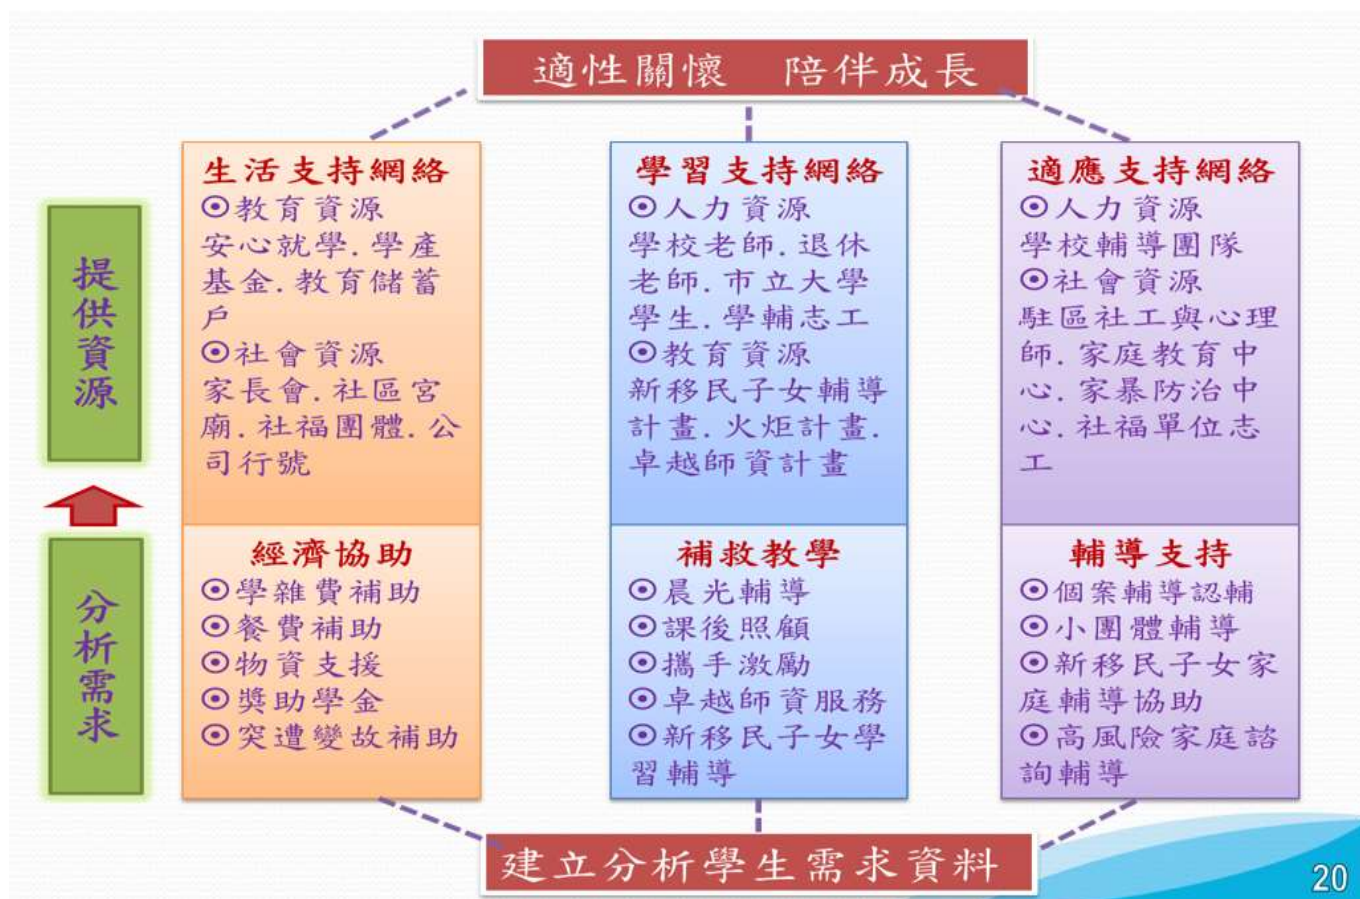 適性關懷　陪伴成長
提供資源
生活支持網絡
⊙教育資源
安心就學.學產
基金.教育儲蓄
戶
⊙社會資源
家長會.社區宮
廟.社福團體.公
司行號
學習支持網絡
⊙人力資源
學校老師.退休
老師.市立大學
學生.學輔志工
⊙教育資源
新移民子女輔導
計畫.火炬計畫.
卓越師資計畫
適應支持網絡
⊙人力資源
學校輔導團隊
⊙社會資源
駐區社工與心理
師.家庭教育中
心.家暴防治中
心.社福單位志
工
分析需求
經濟協助
⊙學雜費補助
⊙餐費補助
⊙物資支援
⊙獎助學金
⊙突遭變故補助
補救教學
⊙晨光輔導
⊙課後照顧
⊙攜手激勵
⊙卓越師資服務
⊙新移民子女學
習輔導
輔導支持
⊙個案輔導認輔
⊙小團體輔導
⊙新移民子女家
庭輔導協助
⊙高風險家庭諮
詢輔導
建立分析學生需求資料
20